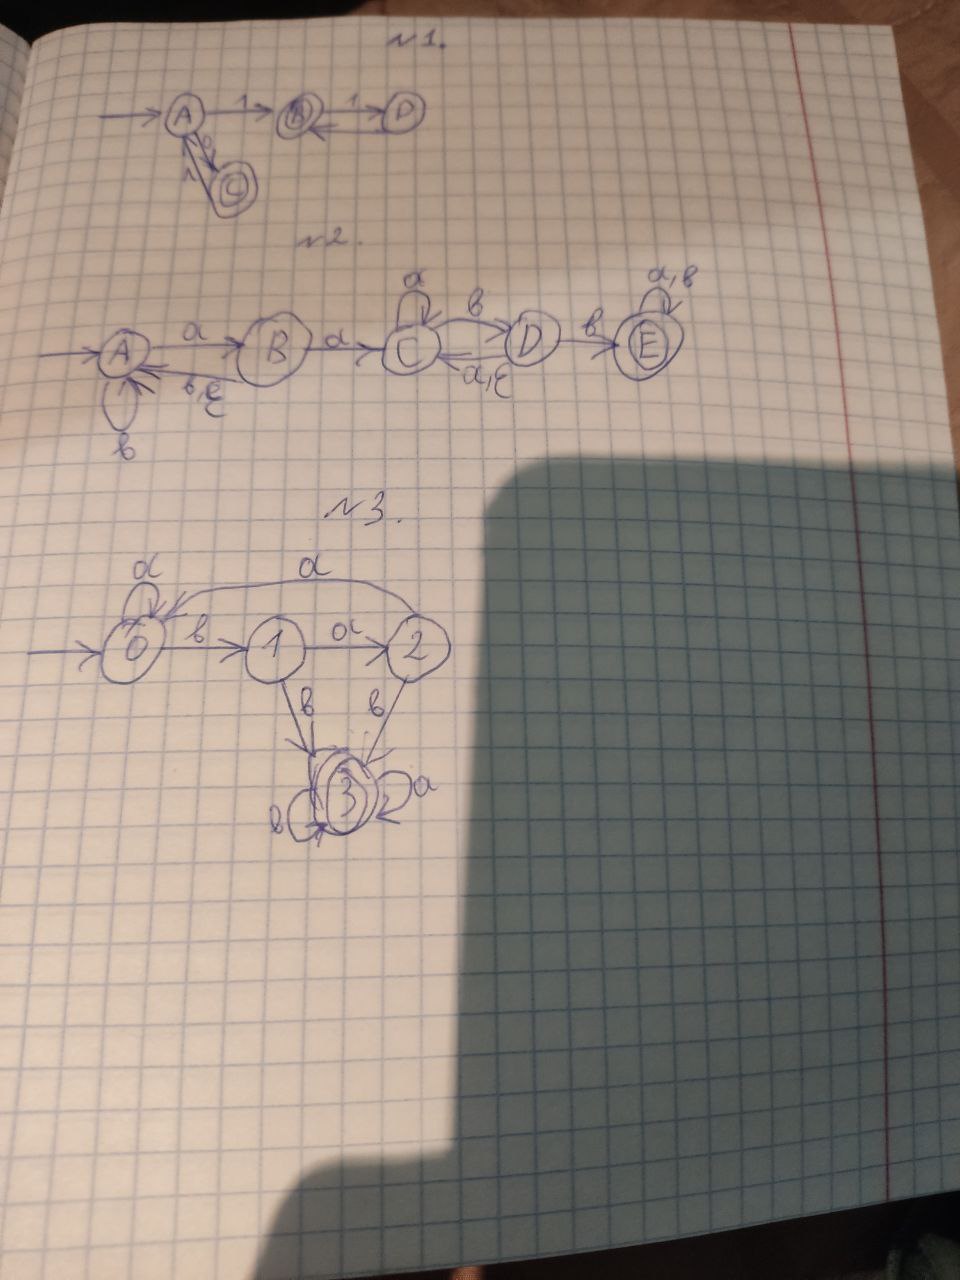 №1.
A 1 B 1 D
0
1 C
№2.
a b a, b
A a B a C D b E
b, ε a, ε
b
№3.
a a
0 b 1 a 2
b b
b 3 a